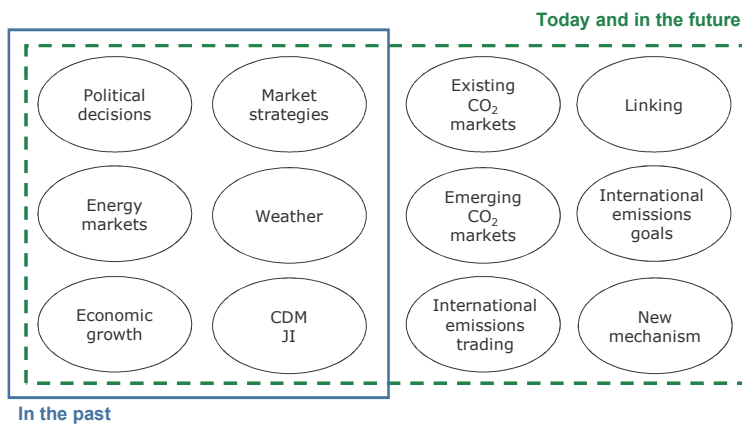 Today and in the future
Political
decisions
Market
strategies
Existing
CO₂
markets
Linking
Energy
markets
Weather
Emerging
CO₂
markets
International
emissions
goals
Economic
growth
CDM
JI
International
emissions
trading
New
mechanism
In the past